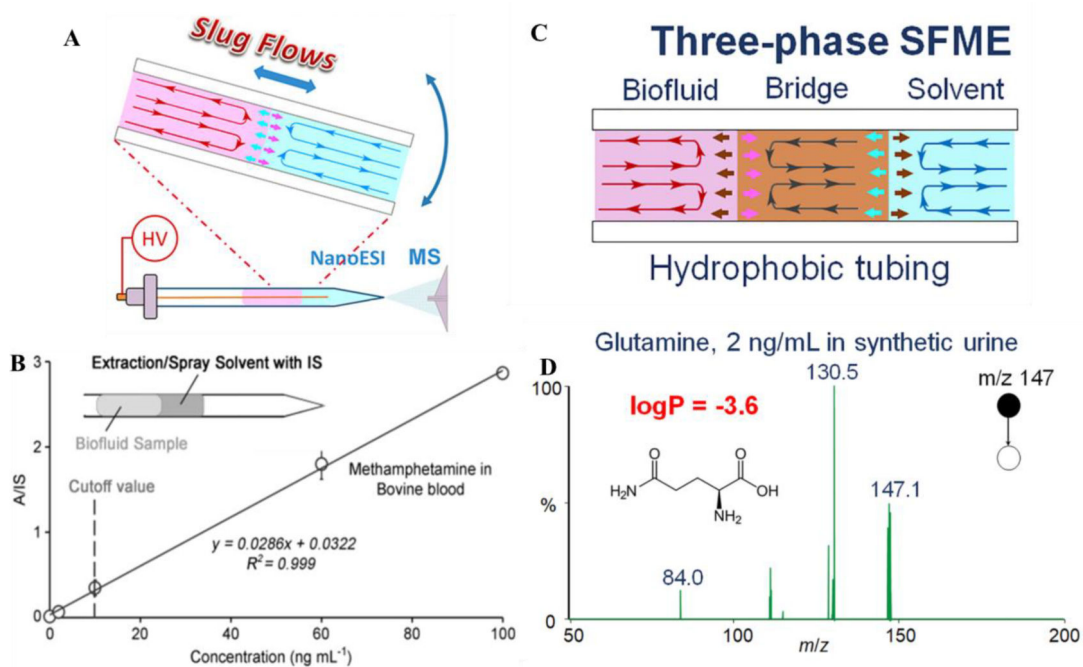 A
Slug Flows
HV
NanoESI
MS
B
Extraction/Spray Solvent with IS
Biofluid Sample
Cutoff value
Methamphetamine in
Bovine blood
y = 0.0286x + 0.0322
R² = 0.999
A/IS
3
2
1
0
0 20 40 60 80 100
Concentration (ng mL⁻¹)
C
Three-phase SFME
Biofluid Bridge Solvent
Hydrophobic tubing
D
Glutamine, 2 ng/mL in synthetic urine
100
%
0
130.5
m/z 147
logP = -3.6
O
O
H₂N
OH
NH₂
147.1
84.0
50 100 150 200
m/z